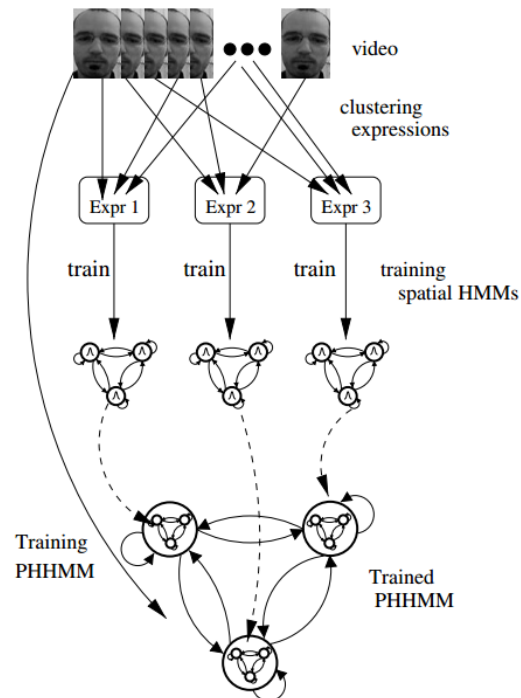 video
clustering
expressions
Expr 1
Expr 2
Expr 3
train
train
train
training
spatial HMMs
Λ
Λ
Λ
Λ
Λ
Λ
Λ
Λ
Λ
Training
PHHMM
Trained
PHHMM